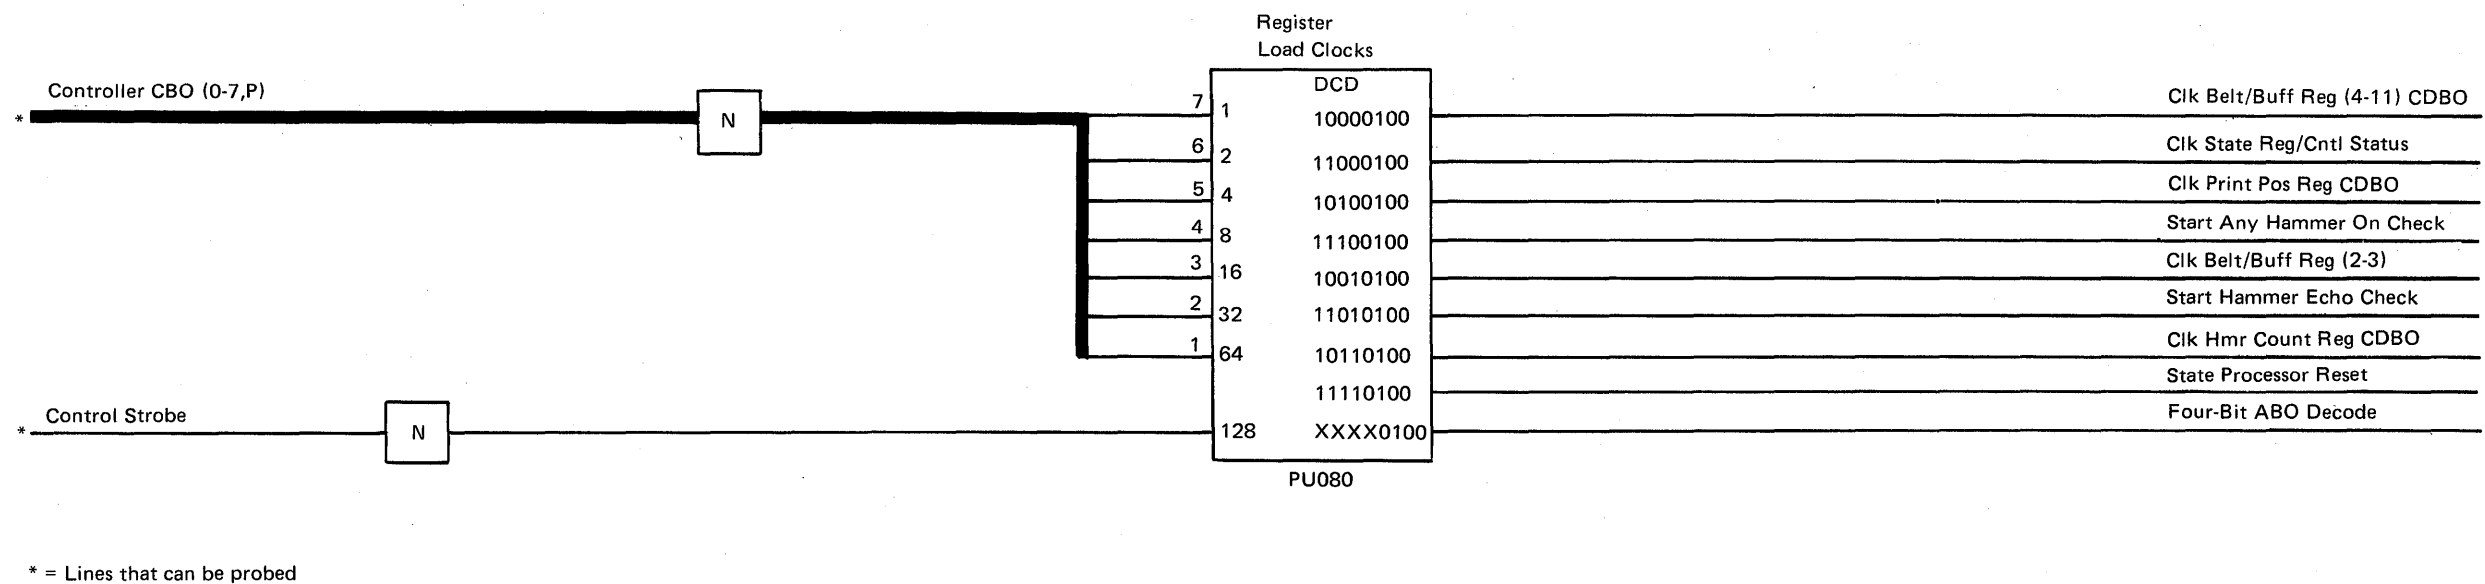 Register
Load Clocks
Controller CBO (0-7,P)
*
N
DCD
7 1 10000100 Clk Belt/Buff Reg (4-11) CDBO
6 2 11000100 Clk State Reg/Cntl Status
5 4 10100100 Clk Print Pos Reg CDBO
4 8 11100100 Start Any Hammer On Check
3 16 10010100 Clk Belt/Buff Reg (2-3)
2 32 11010100 Start Hammer Echo Check
1 64 10110100 Clk Hmr Count Reg CDBO
11110100 State Processor Reset
Control Strobe
*
N
128 XXXX0100 Four-Bit ABO Decode
PU080
* = Lines that can be probed